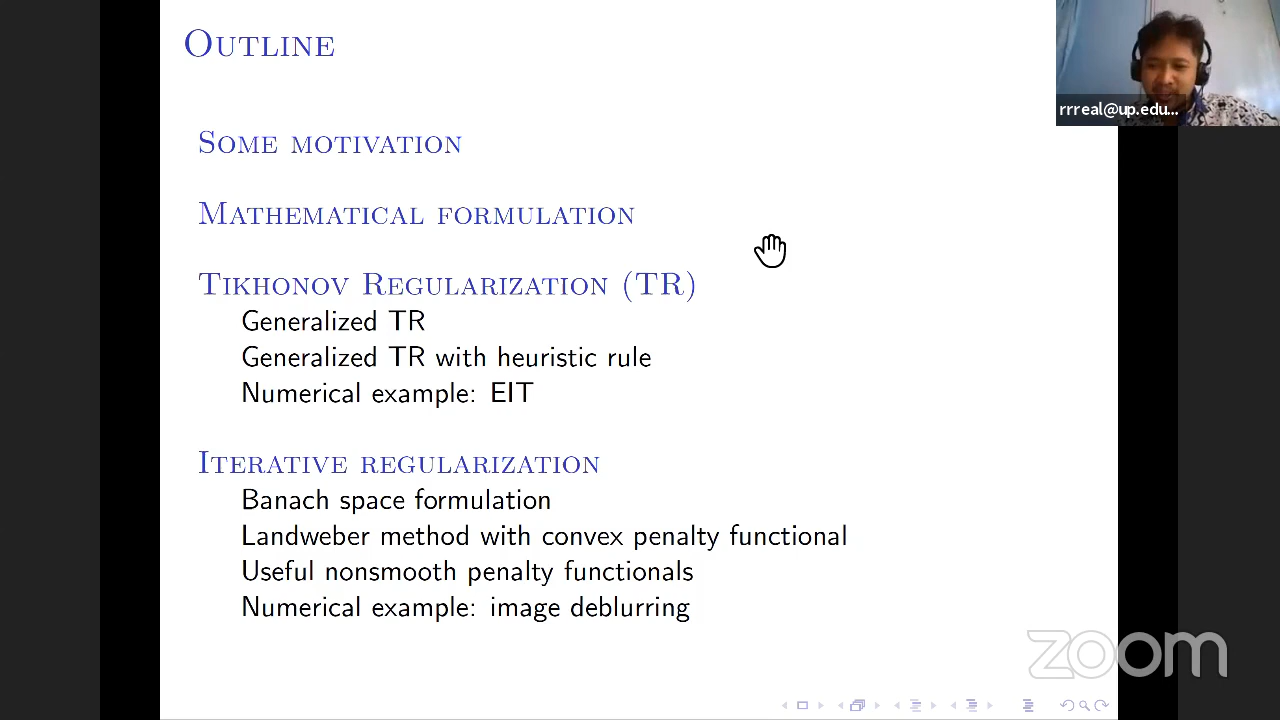 OUTLINE
rrreal@up.edu...
SOME MOTIVATION
MATHEMATICAL FORMULATION
TIKHONOV REGULARIZATION (TR)
Generalized TR
Generalized TR with heuristic rule
Numerical example: EIT
ITERATIVE REGULARIZATION
Banach space formulation
Landweber method with convex penalty functional
Useful nonsmooth penalty functionals
Numerical example: image deblurring
zoom